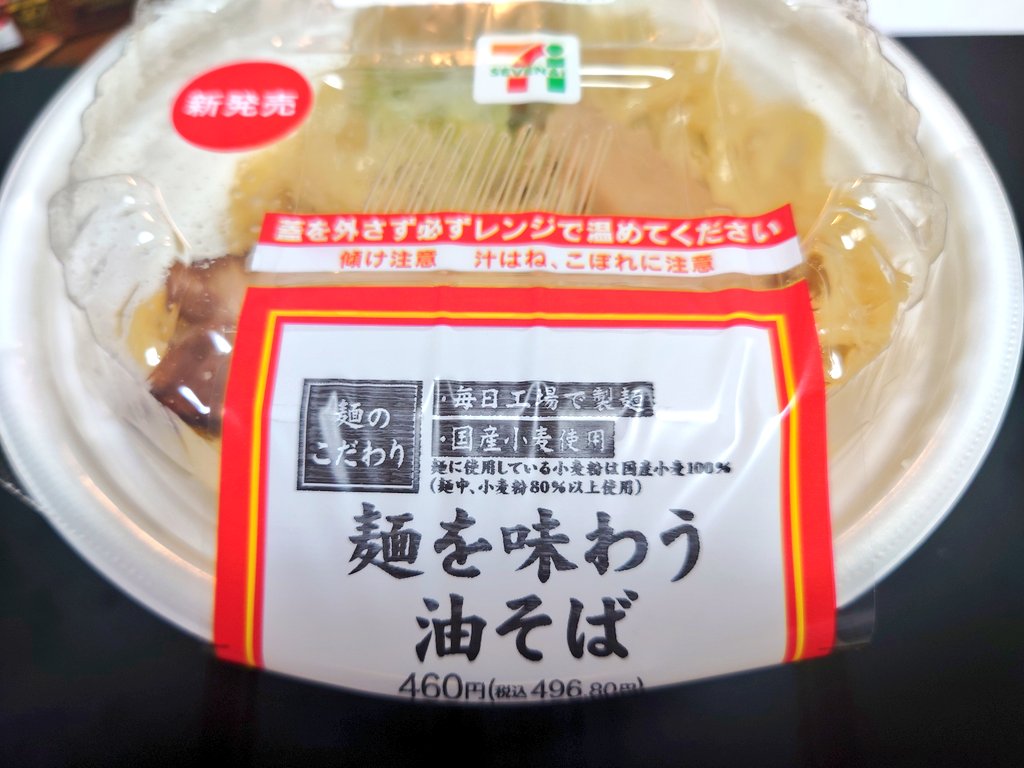 新発売
SEVEN
蓋を外さず必ずレンジで温めてください
傾け注意 汁はね、こぼれに注意
麺の
こだわり
・毎日工場で製麺
・国産小麦使用
麺に使用している小麦粉は国産小麦100%
(麺中、小麦粉80%以上使用)
麺を味わう
油そば
460円(税込496.80円)